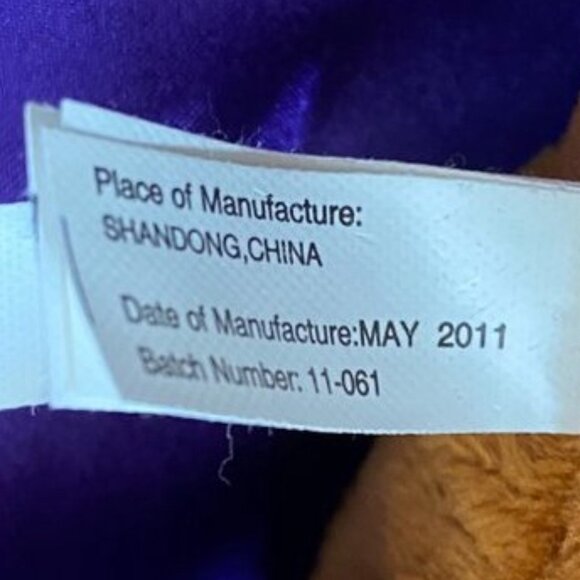 Place of Manufacture:
SHANDONG,CHINA
Date of Manufacture:MAY 2011
Batch Number: 11-061